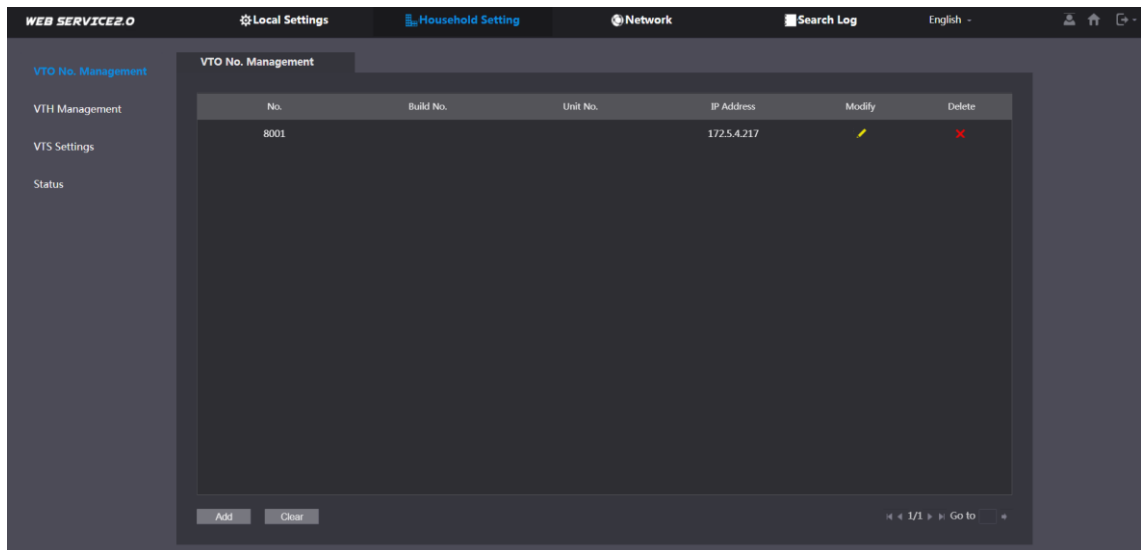 WEB SERVICE2.0 Local Settings Household Setting Network Search Log English
VTO No. Management
VTH Management
VTS Settings
Status
VTO No. Management
No. Build No. Unit No. IP Address Modify Delete
8001 172.5.4.217
Add Clear 1/1 Go to